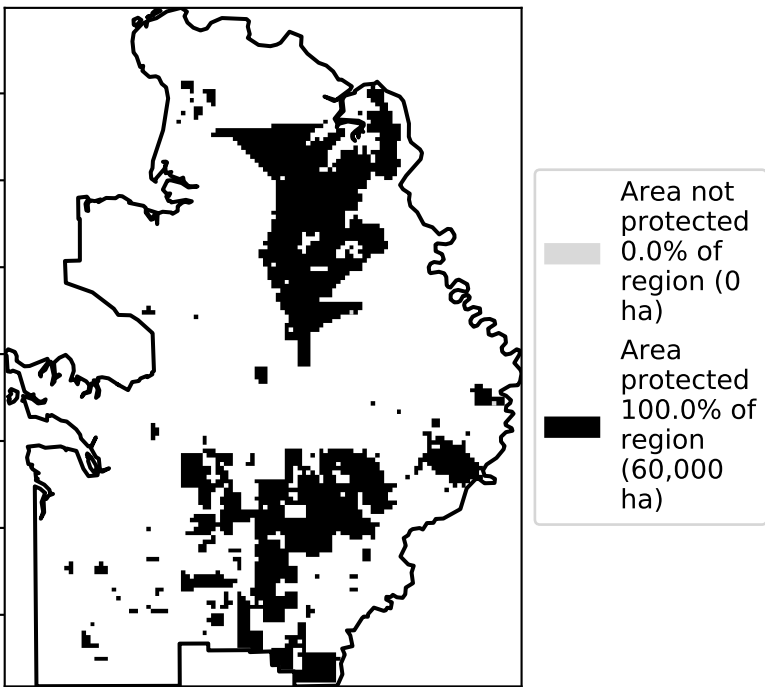 Area not
protected
0.0% of
region (0
ha)
Area
protected
100.0% of
region
(60,000
ha)